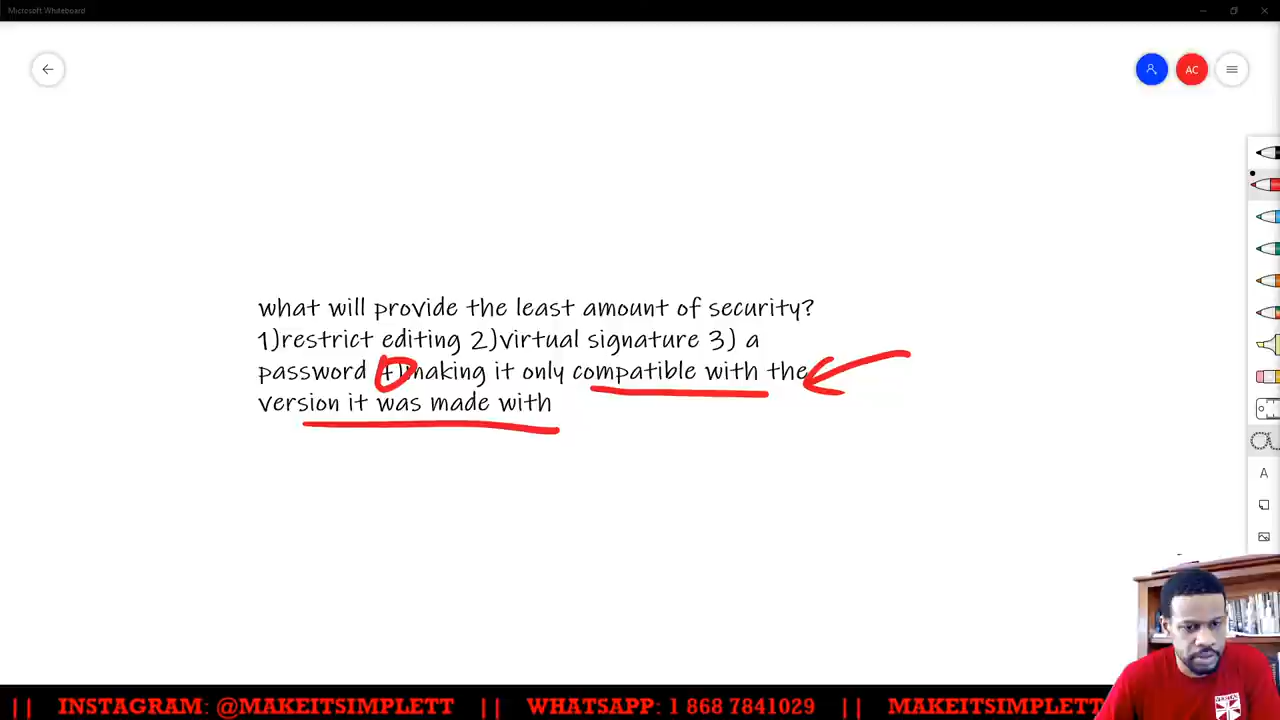 Microsoft Whiteboard
AC
what will provide the least amount of security?
1)restrict editing 2)virtual signature 3) a
password 4)making it only compatible with the
version it was made with
A
|| INSTAGRAM: @MAKEITSIMPLETT || WHATSAPP: 1 868 7841029 || MAKEITSIMPLETT